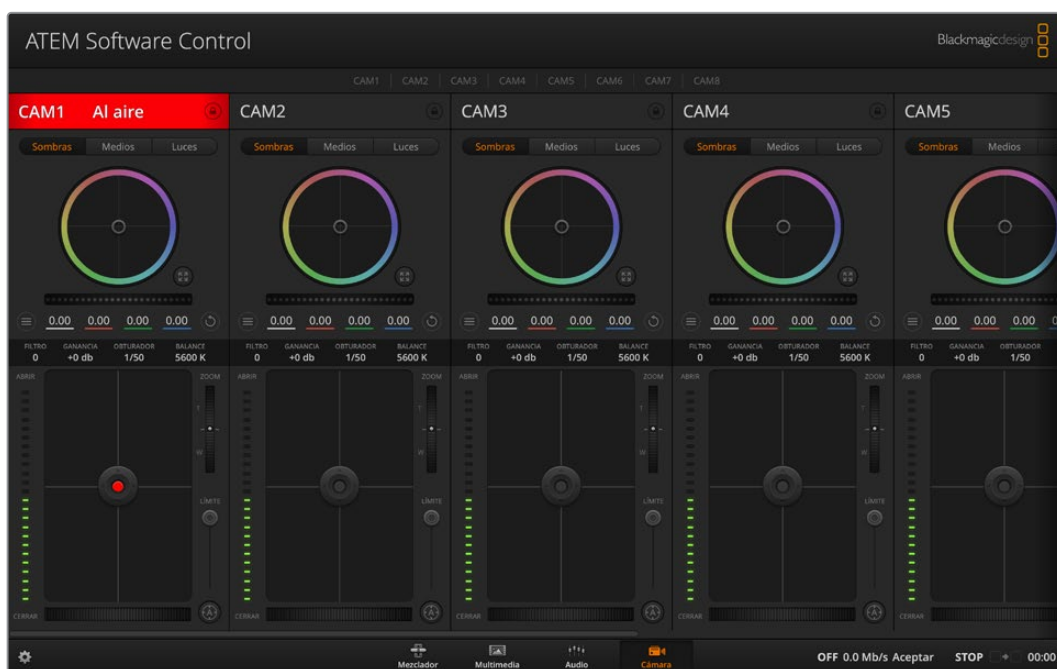 ATEM Software Control
Blackmagicdesign
CAM1 CAM2 CAM3 CAM4 CAM5 CAM6 CAM7 CAM8
CAM1 Al aire CAM2 CAM3 CAM4 CAM5
Sombras Medios Luces Sombras Medios Luces Sombras Medios Luces Sombras Medios Luces Sombras Medios
0.00 0.00 0.00 0.00 0.00 0.00 0.00 0.00 0.00 0.00 0.00 0.00 0.00 0.00 0.00 0.00 0.00 0.00 0.00
FILTRO GANANCIA OBTURADOR BALANCE FILTRO GANANCIA OBTURADOR BALANCE FILTRO GANANCIA OBTURADOR BALANCE FILTRO GANANCIA OBTURADOR BALANCE FILTRO GANANCIA OBTURADOR
0 +0 db 1/50 5600 K 0 +0 db 1/50 5600 K 0 +0 db 1/50 5600 K 0 +0 db 1/50 5600 K 0 +0 db 1/50
ABRIR ZOOM ABRIR ZOOM ABRIR ZOOM ABRIR ZOOM ABRIR
T T T T
W W W W
LÍMITE LÍMITE LÍMITE LÍMITE
CERRAR CERRAR CERRAR CERRAR CERRAR
Mezclador Multimedia Audio Cámara
OFF 0.0 Mb/s Aceptar STOP 00:00